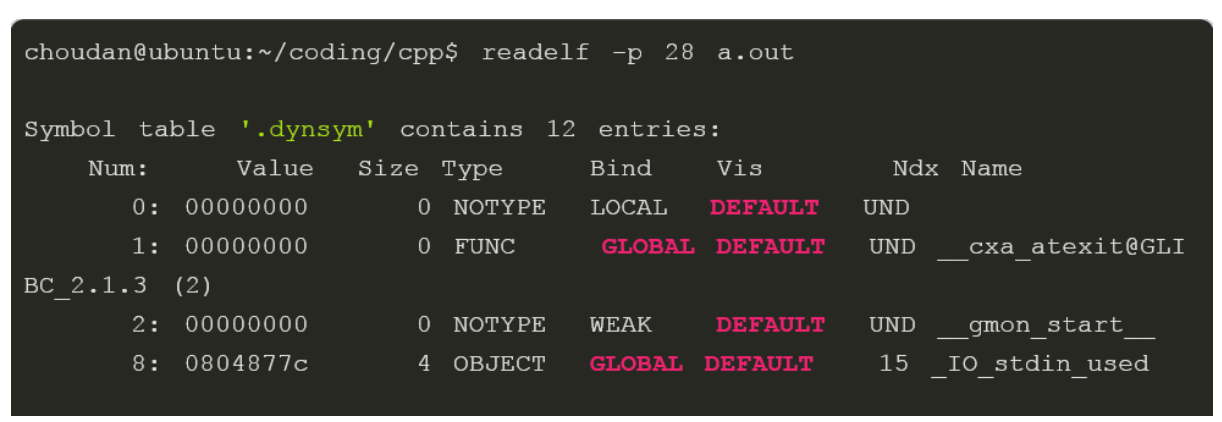 choudan@ubuntu:~/coding/cpp$ readelf -p 28 a.out
Symbol table '.dynsym' contains 12 entries:
Num: Value Size Type Bind Vis Ndx Name
0: 00000000 0 NOTYPE LOCAL DEFAULT UND
1: 00000000 0 FUNC GLOBAL DEFAULT UND __cxa_atexit@GLI
BC_2.1.3 (2)
2: 00000000 0 NOTYPE WEAK DEFAULT UND __gmon_start__
8: 0804877c 4 OBJECT GLOBAL DEFAULT 15 _IO_stdin_used